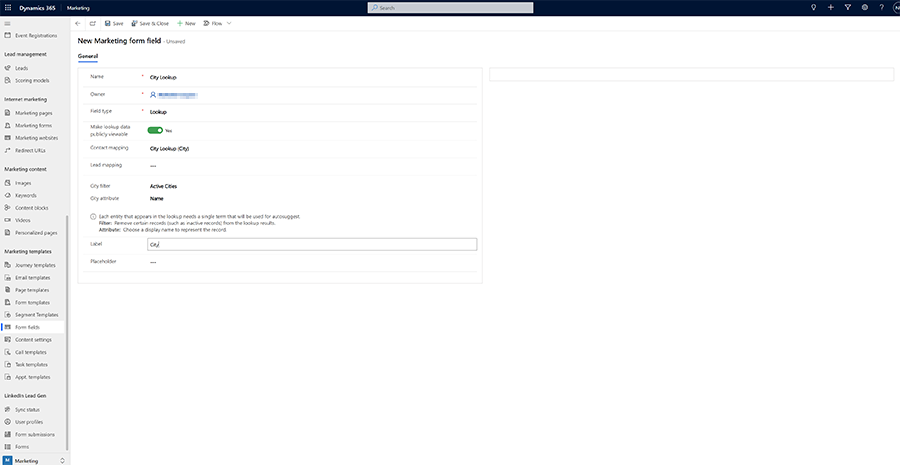 Dynamics 365
Marketing
Search
Save
Save & Close
New
Flow
Event Registrations
Lead management
Leads
Scoring models
Internet marketing
Marketing pages
Marketing forms
Marketing websites
Redirect URLs
Marketing content
Images
Keywords
Content blocks
Videos
Personalized pages
Marketing templates
Journey templates
Email templates
Page templates
Form templates
Segment Templates
Form fields
Content settings
Call templates
Task templates
Appt. templates
LinkedIn Lead Gen
Sync status
User profiles
Form submissions
Forms
M Marketing
New Marketing form field - Unsaved
General
Name * City Lookup
Owner *
Field type * Lookup
Make lookup data
publicly viewable Yes
Contact mapping City Lookup (City)
Lead mapping ---
City filter Active Cities
City attribute Name
Each entity that appears in the lookup needs a single term that will be used for autosuggest.
Filter: Remove certain records (such as inactive records) from the lookup results.
Attribute: Choose a display name to represent the record
Label City
Placeholder ---